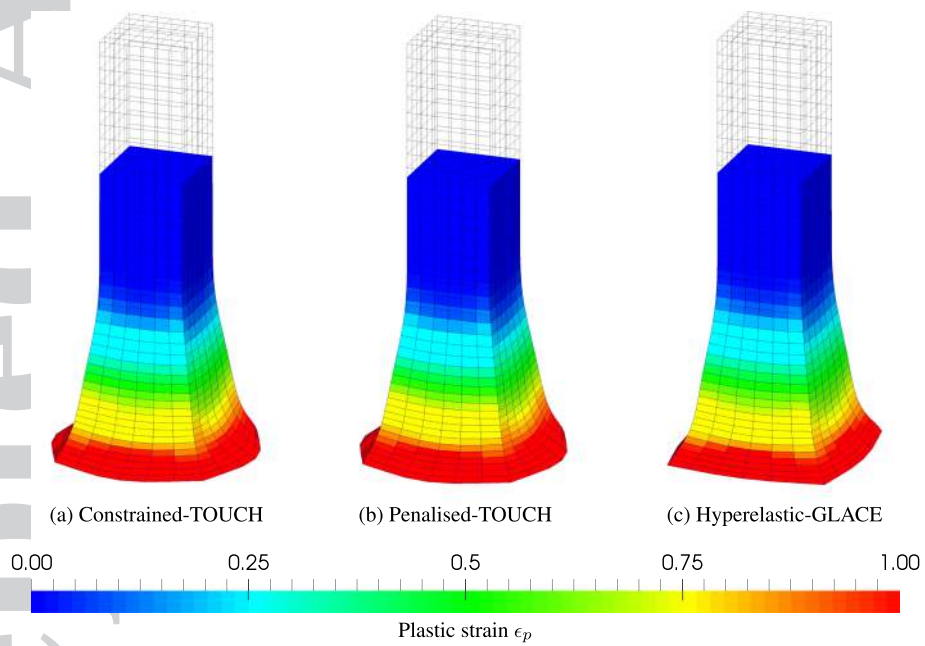 (a) Constrained-TOUCH
(b) Penalised-TOUCH
(c) Hyperelastic-GLACE
0.00 0.25 0.5 0.75 1.00
Plastic strain ϵp